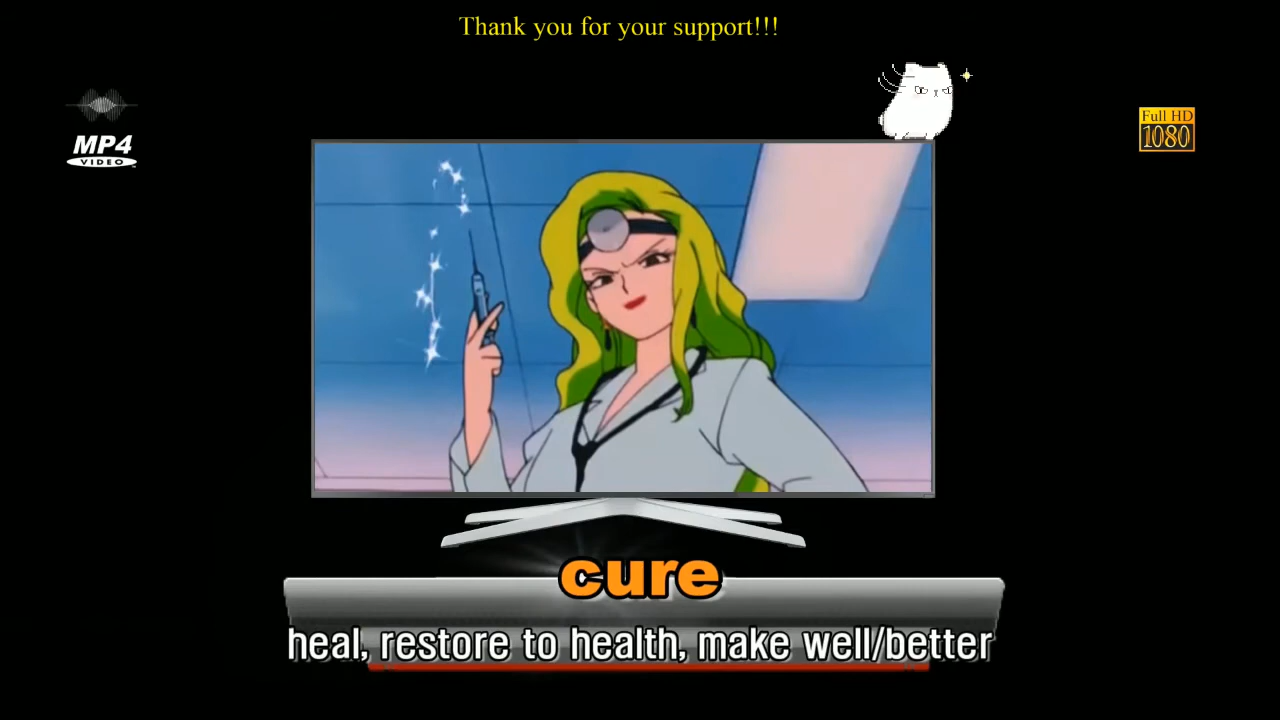 Thank you for your support!!!
MP4
VIDEO
Full HD
1080
cure
heal, restore to health, make well/better